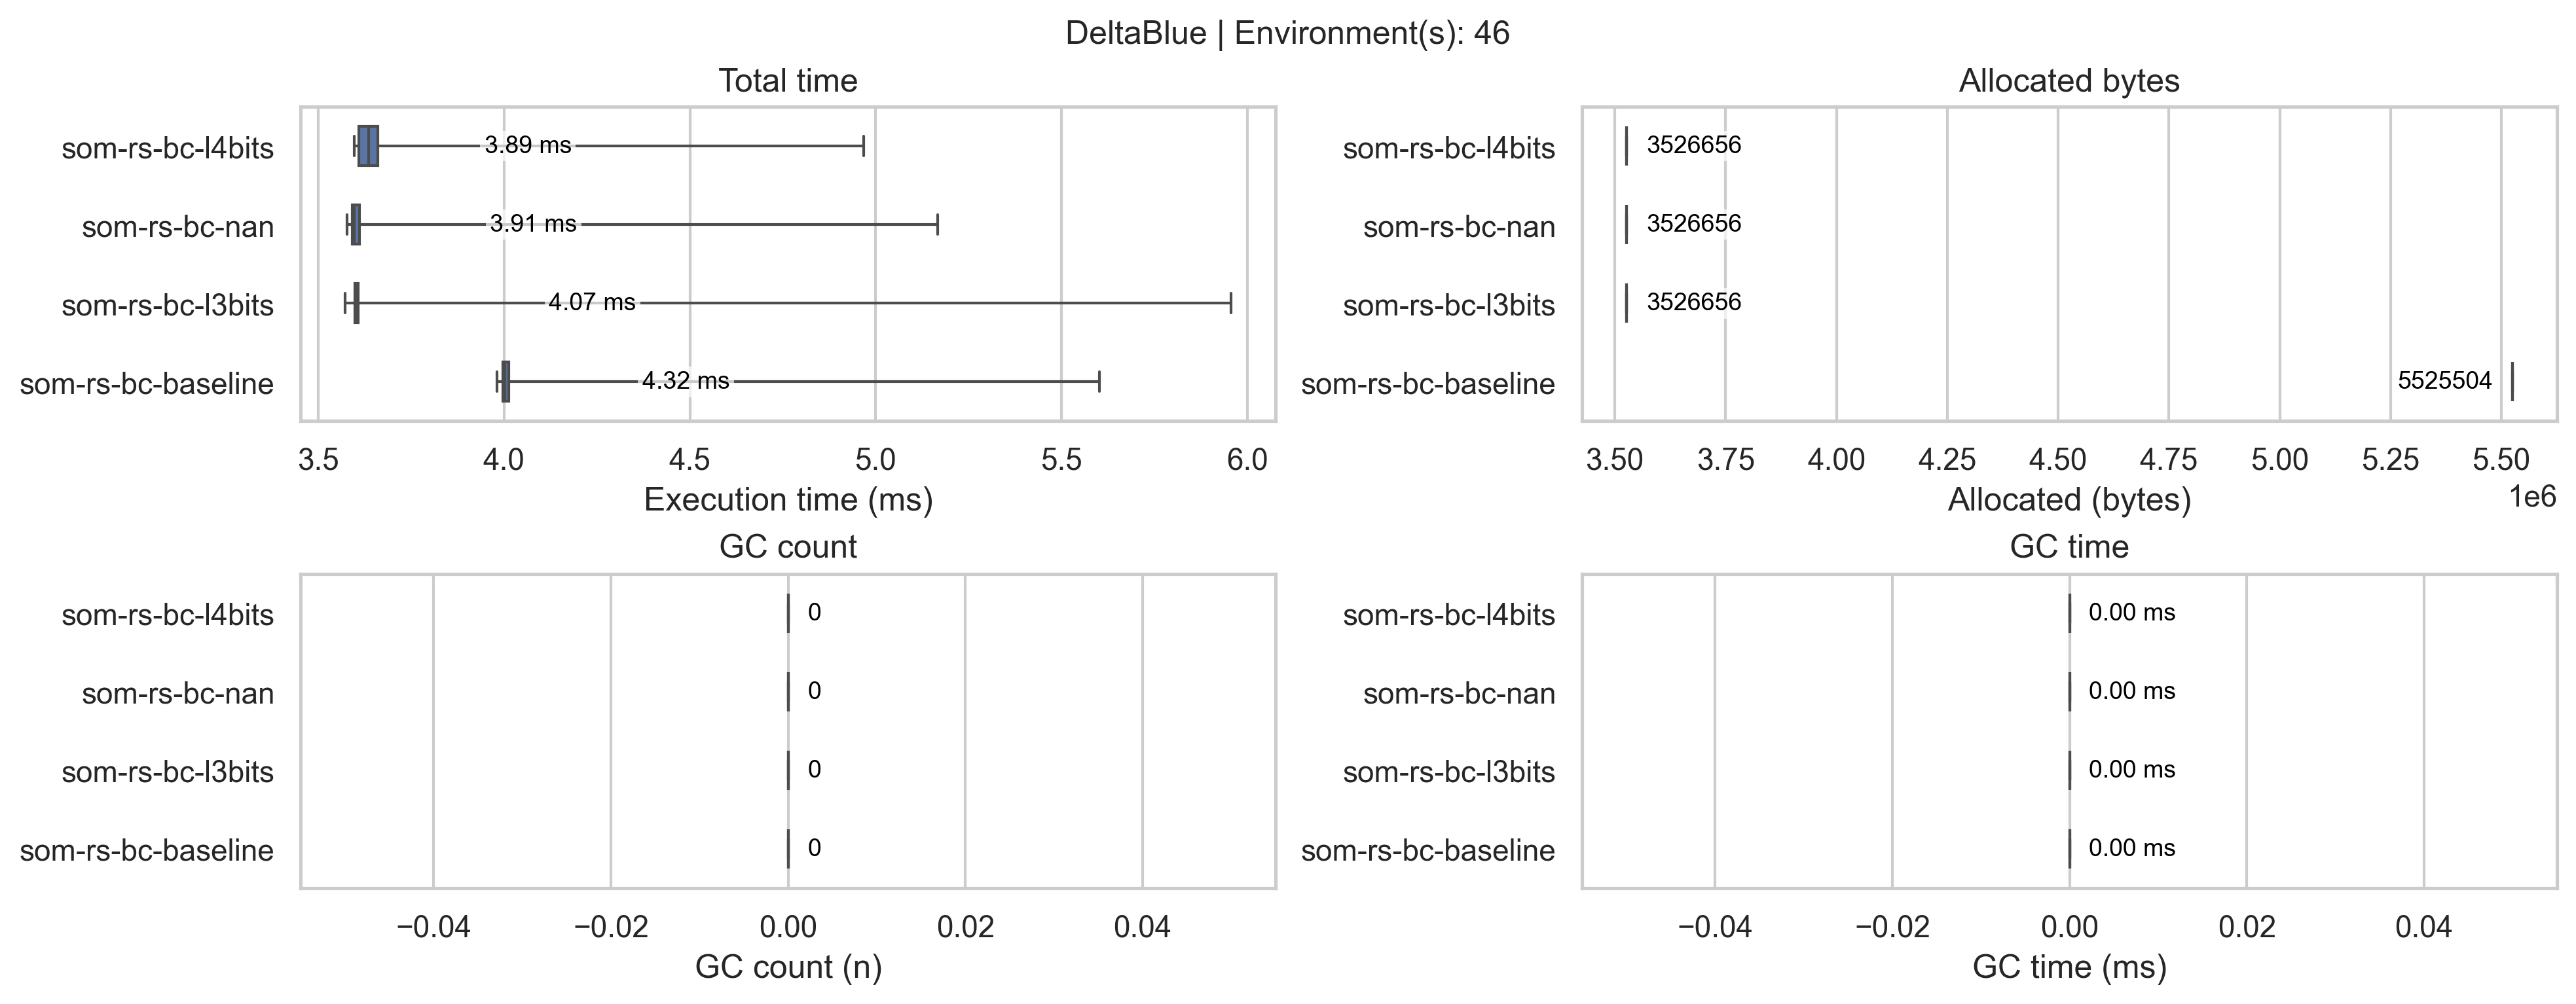 DeltaBlue | Environment(s): 46
Total time
som-rs-bc-l4bits
3.89 ms
som-rs-bc-nan
3.91 ms
som-rs-bc-l3bits
4.07 ms
som-rs-bc-baseline
4.32 ms
3.5 4.0 4.5 5.0 5.5 6.0
Execution time (ms)
Allocated bytes
som-rs-bc-l4bits
3526656
som-rs-bc-nan
3526656
som-rs-bc-l3bits
3526656
som-rs-bc-baseline
5525504
3.50 3.75 4.00 4.25 4.50 4.75 5.00 5.25 5.50
1e6
Allocated (bytes)
GC count
som-rs-bc-l4bits
0
som-rs-bc-nan
0
som-rs-bc-l3bits
0
som-rs-bc-baseline
0
−0.04 −0.02 0.00 0.02 0.04
GC count (n)
GC time
som-rs-bc-l4bits
0.00 ms
som-rs-bc-nan
0.00 ms
som-rs-bc-l3bits
0.00 ms
som-rs-bc-baseline
0.00 ms
−0.04 −0.02 0.00 0.02 0.04
GC time (ms)